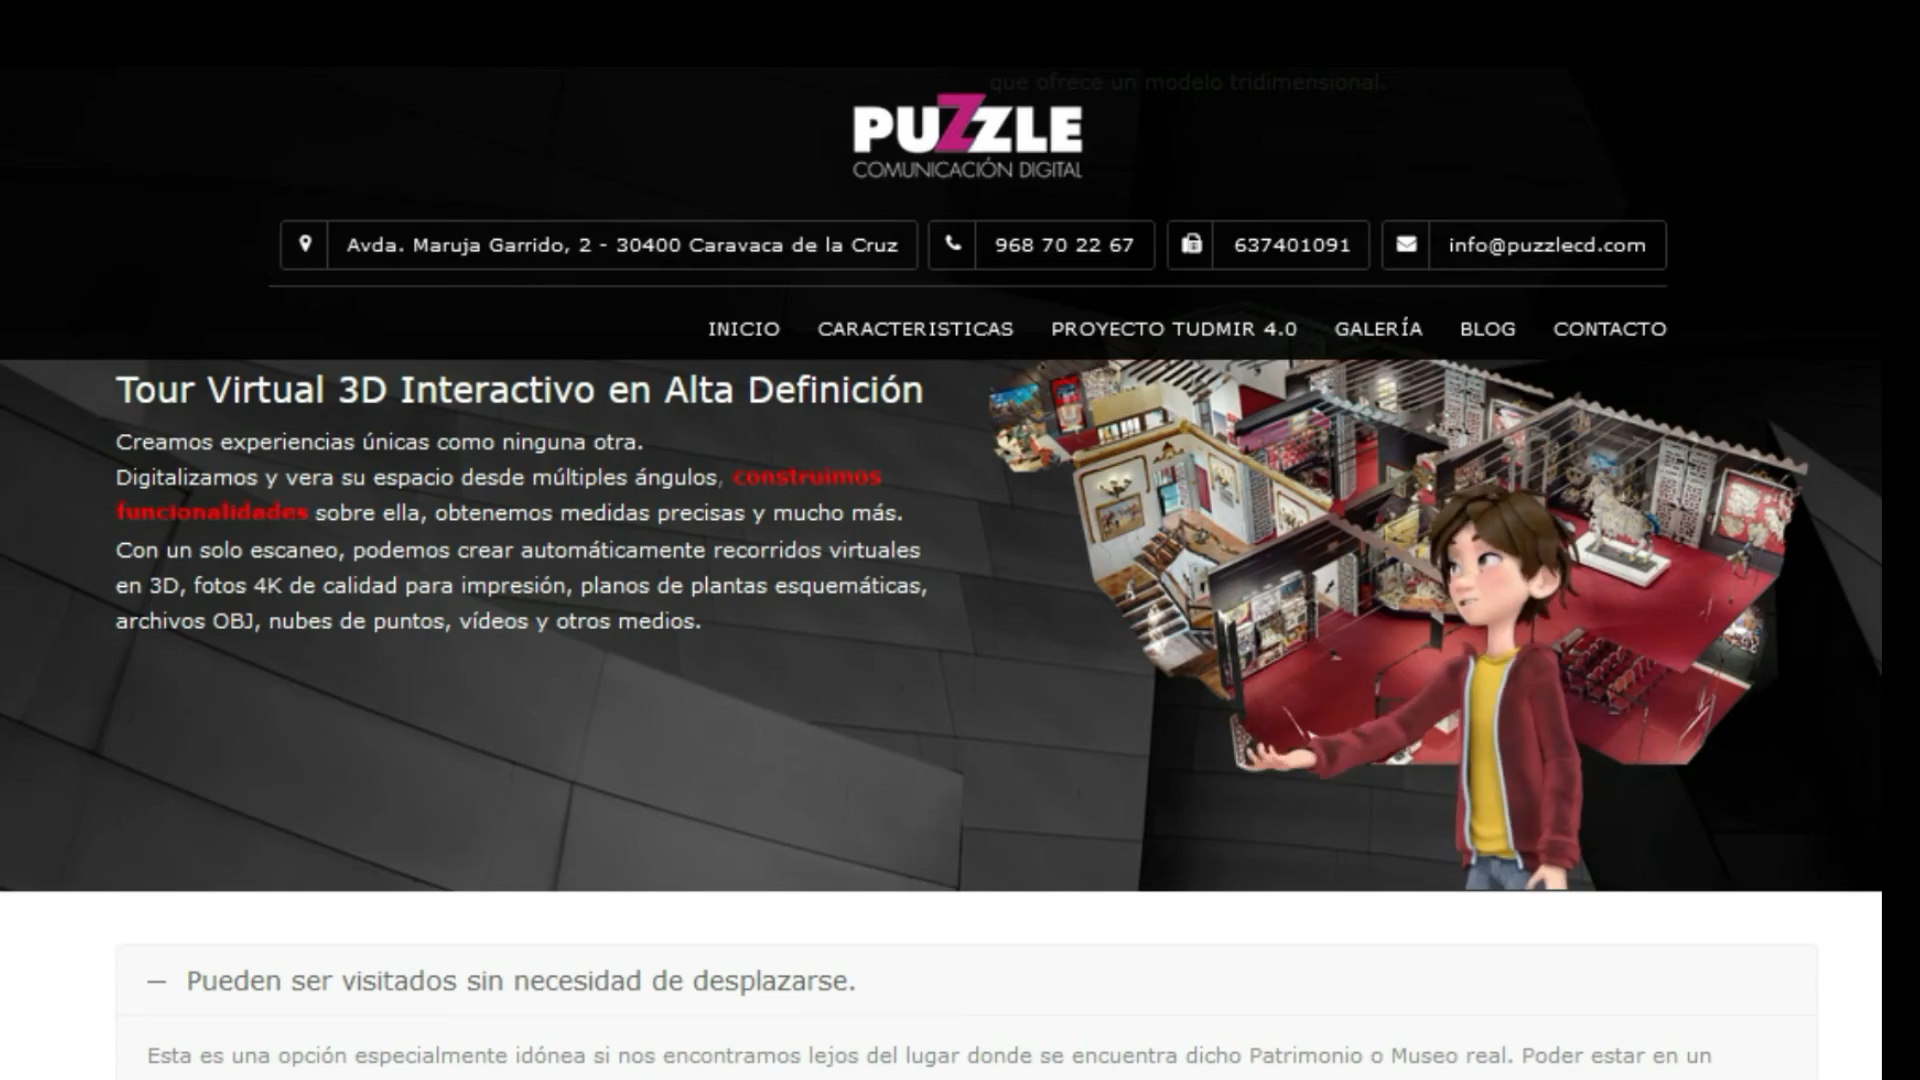 que ofrece un modelo tridimensional.
PUZZLE
COMUNICACIÓN DIGITAL
Avda. Maruja Garrido, 2 - 30400 Caravaca de la Cruz
968 70 22 67
637401091
info@puzzlecd.com
INICIO
CARACTERISTICAS
PROYECTO TUDMIR 4.0
GALERÍA
BLOG
CONTACTO
Tour Virtual 3D Interactivo en Alta Definición
Creamos experiencias únicas como ninguna otra.
Digitalizamos y vera su espacio desde múltiples ángulos, construimos
funcionalidades sobre ella, obtenemos medidas precisas y mucho más.
Con un solo escaneo, podemos crear automáticamente recorridos virtuales
en 3D, fotos 4K de calidad para impresión, planos de plantas esquemáticas,
archivos OBJ, nubes de puntos, vídeos y otros medios.
— Pueden ser visitados sin necesidad de desplazarse.
Esta es una opción especialmente idónea si nos encontramos lejos del lugar donde se encuentra dicho Patrimonio o Museo real. Poder estar en un